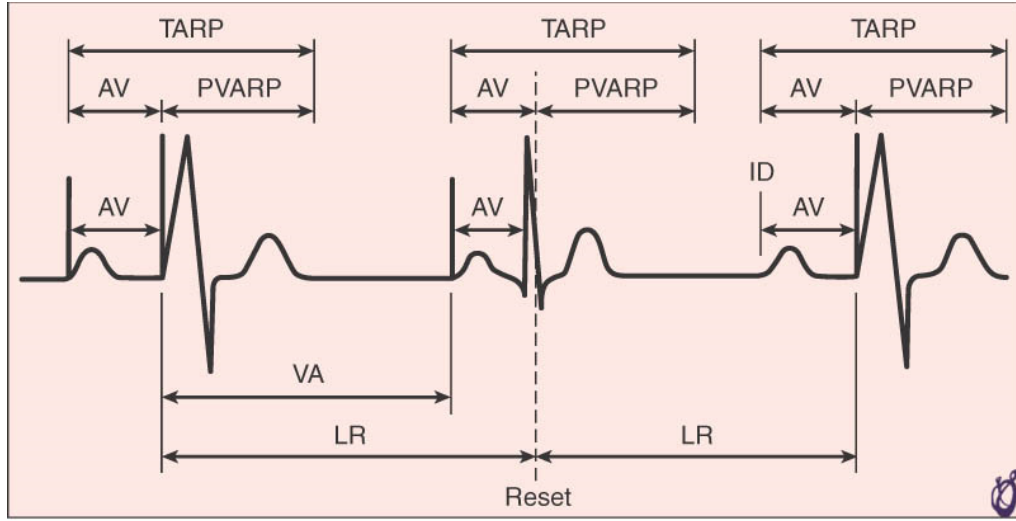 TARP TARP TARP
AV PVARP AV PVARP AV PVARP
ID
AV AV AV
VA
LR LR
Reset